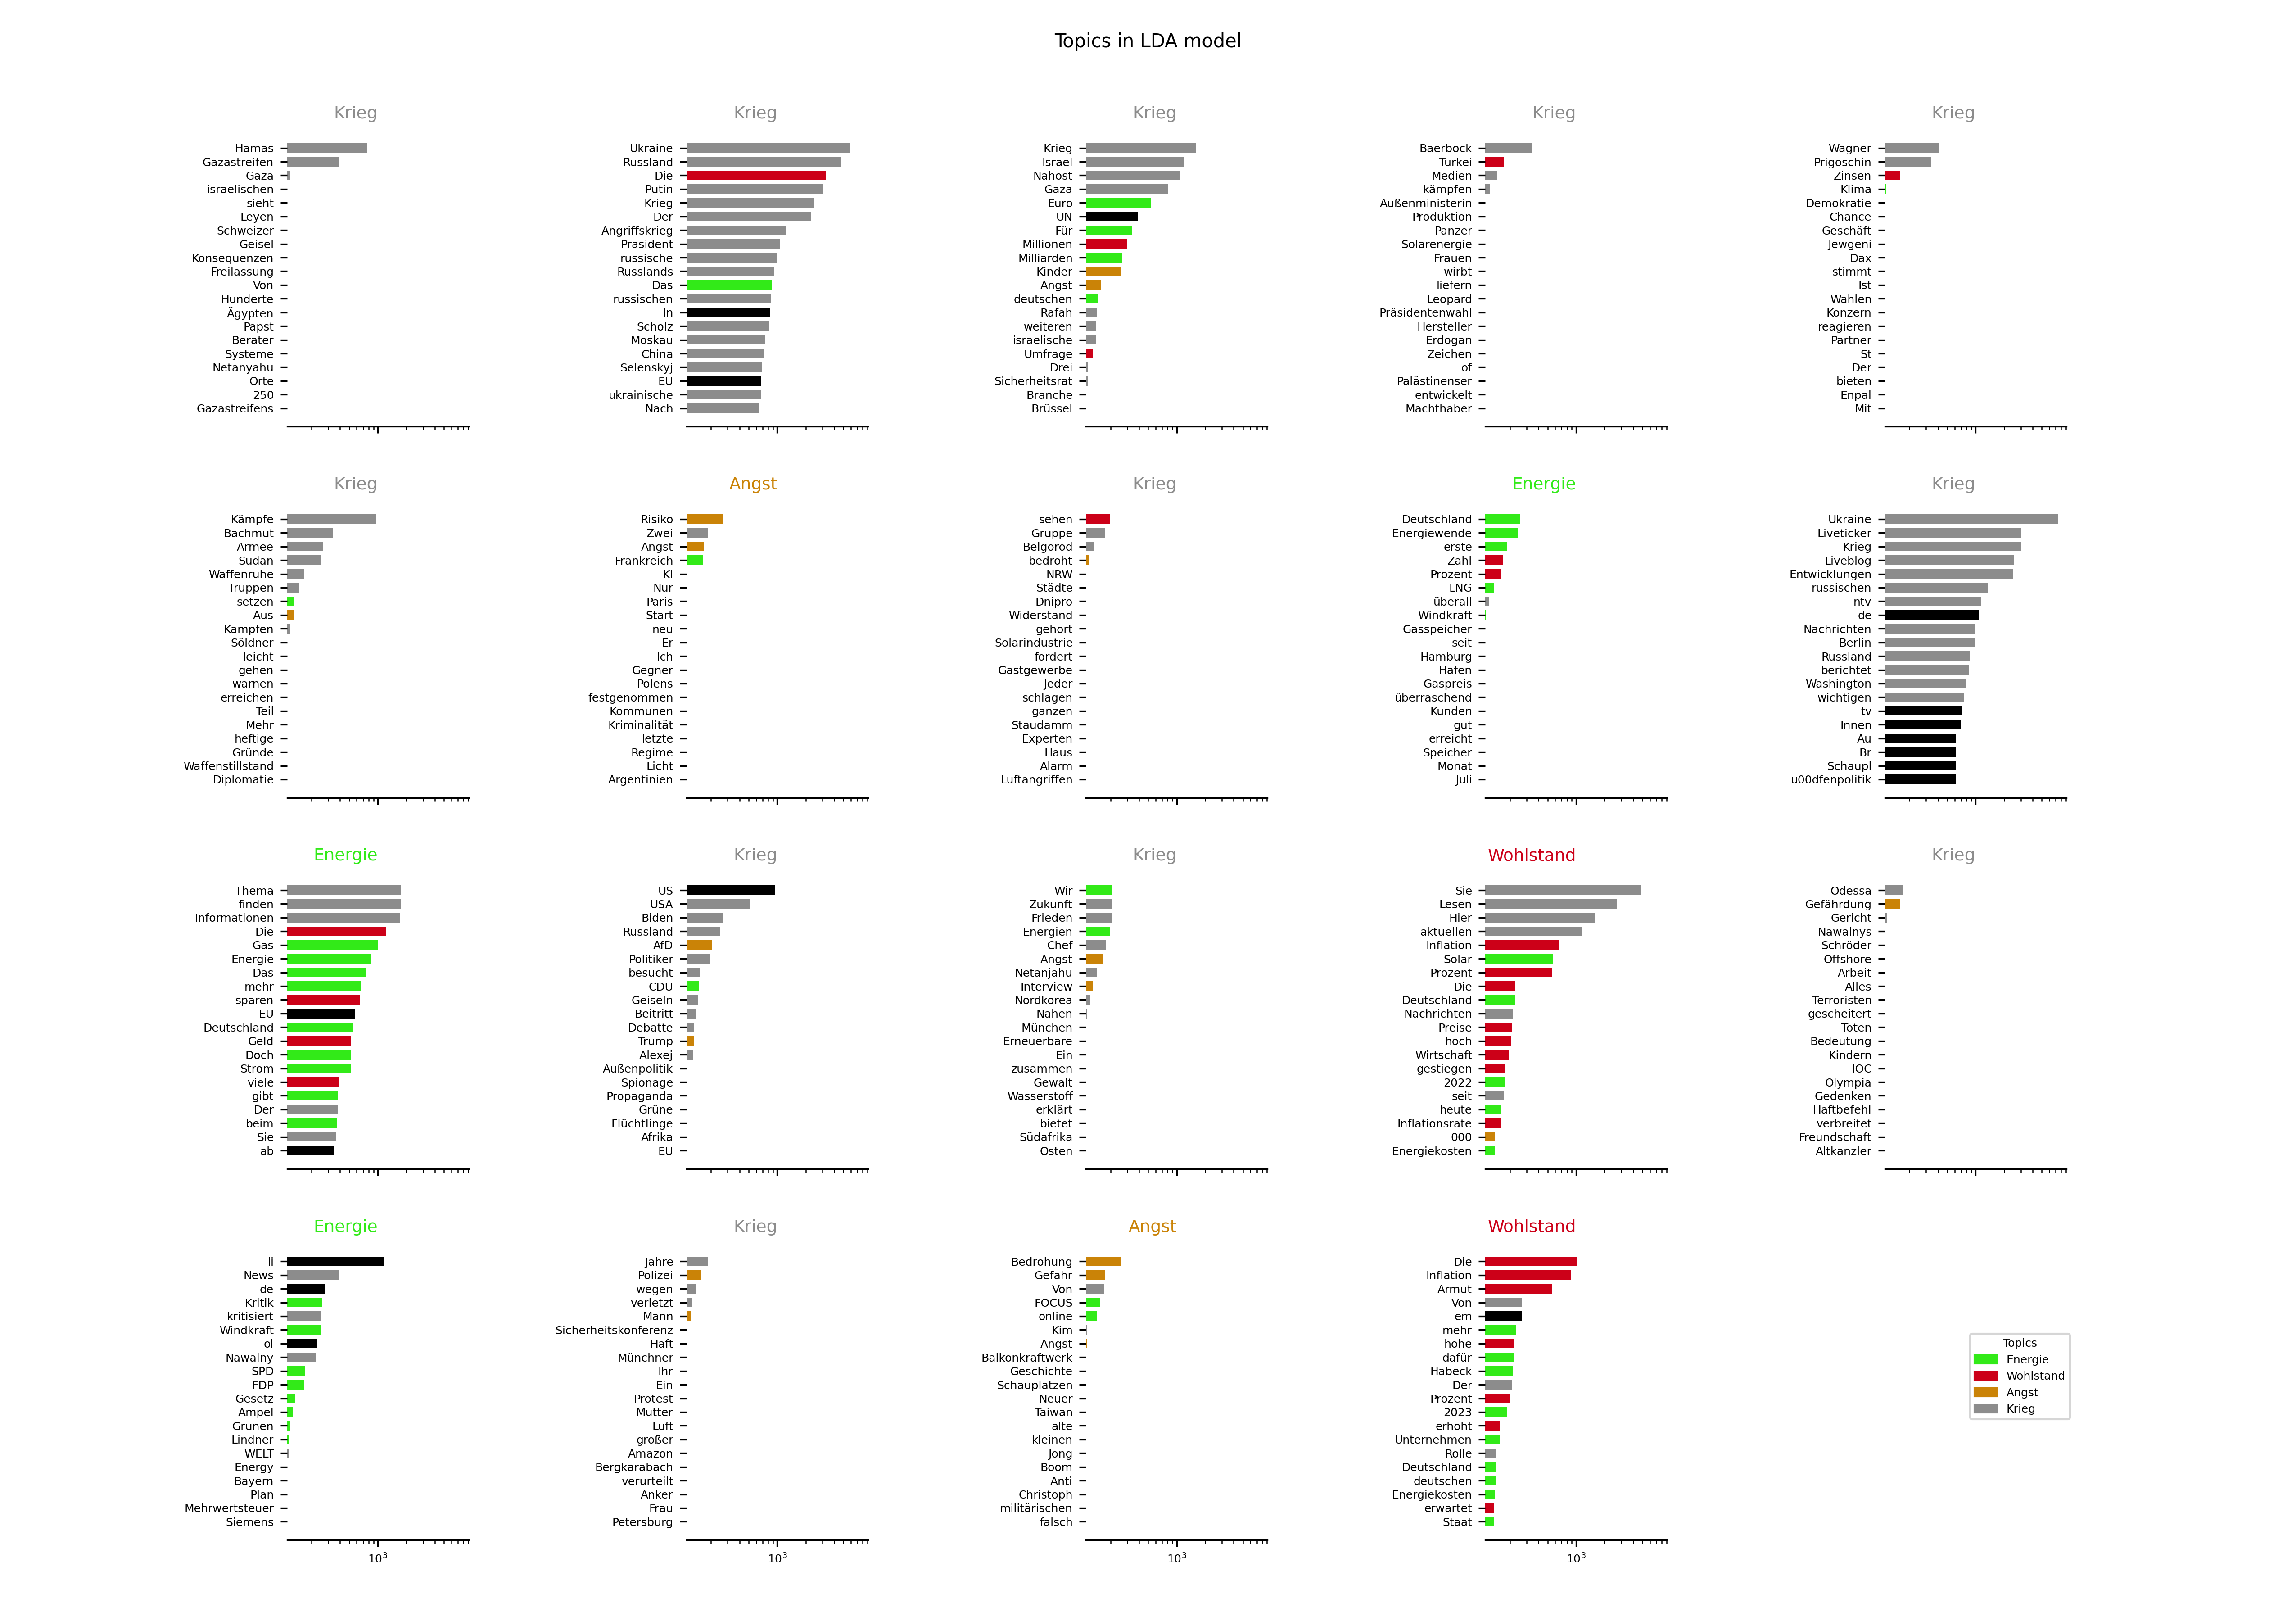 Topics in LDA model
Krieg
Hamas
Gazastreifen
Gaza
israelischen
sieht
Leyen
Schweizer
Geisel
Konsequenzen
Freilassung
Von
Hunderte
Ägypten
Papst
Berater
Systeme
Netanyahu
Orte
250
Gazastreifens
Krieg
Ukraine
Russland
Die
Putin
Krieg
Der
Angriffskrieg
Präsident
russische
Russlands
Das
russischen
In
Scholz
Moskau
China
Selenskyj
EU
ukrainische
Nach
Krieg
Krieg
Israel
Nahost
Gaza
Euro
UN
Für
Millionen
Milliarden
Kinder
Angst
deutschen
Rafah
weiteren
israelische
Umfrage
Drei
Sicherheitsrat
Branche
Brüssel
Krieg
Baerbock
Türkei
Medien
kämpfen
Außenministerin
Produktion
Panzer
Solarenergie
Frauen
wirbt
liefern
Leopard
Präsidentenwahl
Hersteller
Erdogan
Zeichen
of
Palästinenser
entwickelt
Machthaber
Krieg
Wagner
Prigoschin
Zinsen
Klima
Demokratie
Chance
Geschäft
Jewgeni
Dax
stimmt
Ist
Wahlen
Konzern
reagieren
Partner
St
Der
bieten
Enpal
Mit
Krieg
Kämpfe
Bachmut
Armee
Sudan
Waffenruhe
Truppen
setzen
Aus
Kämpfen
Söldner
leicht
gehen
warnen
erreichen
Teil
Mehr
heftige
Gründe
Waffenstillstand
Diplomatie
Angst
Risiko
Zwei
Angst
Frankreich
KI
Nur
Paris
Start
neu
Er
Ich
Gegner
Polens
festgenommen
Kommunen
Kriminalität
letzte
Regime
Licht
Argentinien
Krieg
sehen
Gruppe
Belgorod
bedroht
NRW
Städte
Dnipro
Widerstand
gehört
Solarindustrie
fordert
Gastgewerbe
Jeder
schlagen
ganzen
Staudamm
Experten
Haus
Alarm
Luftangriffen
Energie
Deutschland
Energiewende
erste
Zahl
Prozent
LNG
überall
Windkraft
Gasspeicher
seit
Hamburg
Hafen
Gaspreis
überraschend
Kunden
gut
erreicht
Speicher
Monat
Juli
Krieg
Ukraine
Liveticker
Krieg
Liveblog
Entwicklungen
russischen
ntv
de
Nachrichten
Berlin
Russland
berichtet
Washington
wichtigen
tv
Innen
Au
Br
Schaupl
u00dfenpolitik
Energie
Thema
finden
Informationen
Die
Gas
Energie
Das
mehr
sparen
EU
Deutschland
Geld
Doch
Strom
viele
gibt
Der
beim
Sie
ab
Krieg
US
USA
Biden
Russland
AfD
Politiker
besucht
CDU
Geiseln
Beitritt
Debatte
Trump
Alexej
Außenpolitik
Spionage
Propaganda
Grüne
Flüchtlinge
Afrika
EU
Krieg
Wir
Zukunft
Frieden
Energien
Chef
Angst
Netanjahu
Interview
Nordkorea
Nahen
München
Erneuerbare
Ein
zusammen
Gewalt
Wasserstoff
erklärt
bietet
Südafrika
Osten
Wohlstand
Sie
Lesen
Hier
aktuellen
Inflation
Solar
Prozent
Die
Deutschland
Nachrichten
Preise
hoch
Wirtschaft
gestiegen
2022
seit
heute
Inflationsrate
000
Energiekosten
Krieg
Odessa
Gefährdung
Gericht
Nawalnys
Schröder
Offshore
Arbeit
Alles
Terroristen
gescheitert
Toten
Bedeutung
Kindern
IOC
Olympia
Gedenken
Haftbefehl
verbreitet
Freundschaft
Altkanzler
Energie
li
News
de
Kritik
kritisiert
Windkraft
ol
Nawalny
SPD
FDP
Gesetz
Ampel
Grünen
Lindner
WELT
Energy
Bayern
Plan
Mehrwertsteuer
Siemens
10³
Krieg
Jahre
Polizei
wegen
verletzt
Mann
Sicherheitskonferenz
Haft
Münchner
Ihr
Ein
Protest
Mutter
Luft
großer
Amazon
Bergkarabach
verurteilt
Anker
Frau
Petersburg
10³
Angst
Bedrohung
Gefahr
Von
FOCUS
online
Kim
Angst
Balkonkraftwerk
Geschichte
Schauplätzen
Neuer
Taiwan
alte
kleinen
Jong
Boom
Anti
Christoph
militärischen
falsch
10³
Wohlstand
Die
Inflation
Armut
Von
em
mehr
hohe
dafür
Habeck
Der
Prozent
2023
erhöht
Unternehmen
Rolle
Deutschland
deutschen
Energiekosten
erwartet
Staat
10³
Topics
Energie
Wohlstand
Angst
Krieg